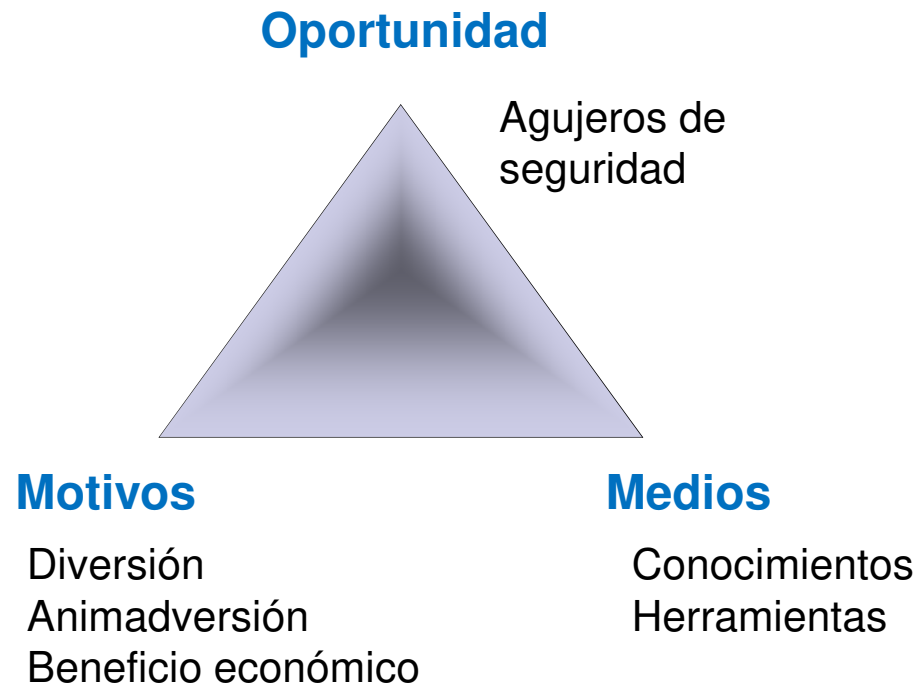 Oportunidad
Agujeros de
seguridad
Motivos
Diversión
Animadversión
Beneficio económico
Medios
Conocimientos
Herramientas